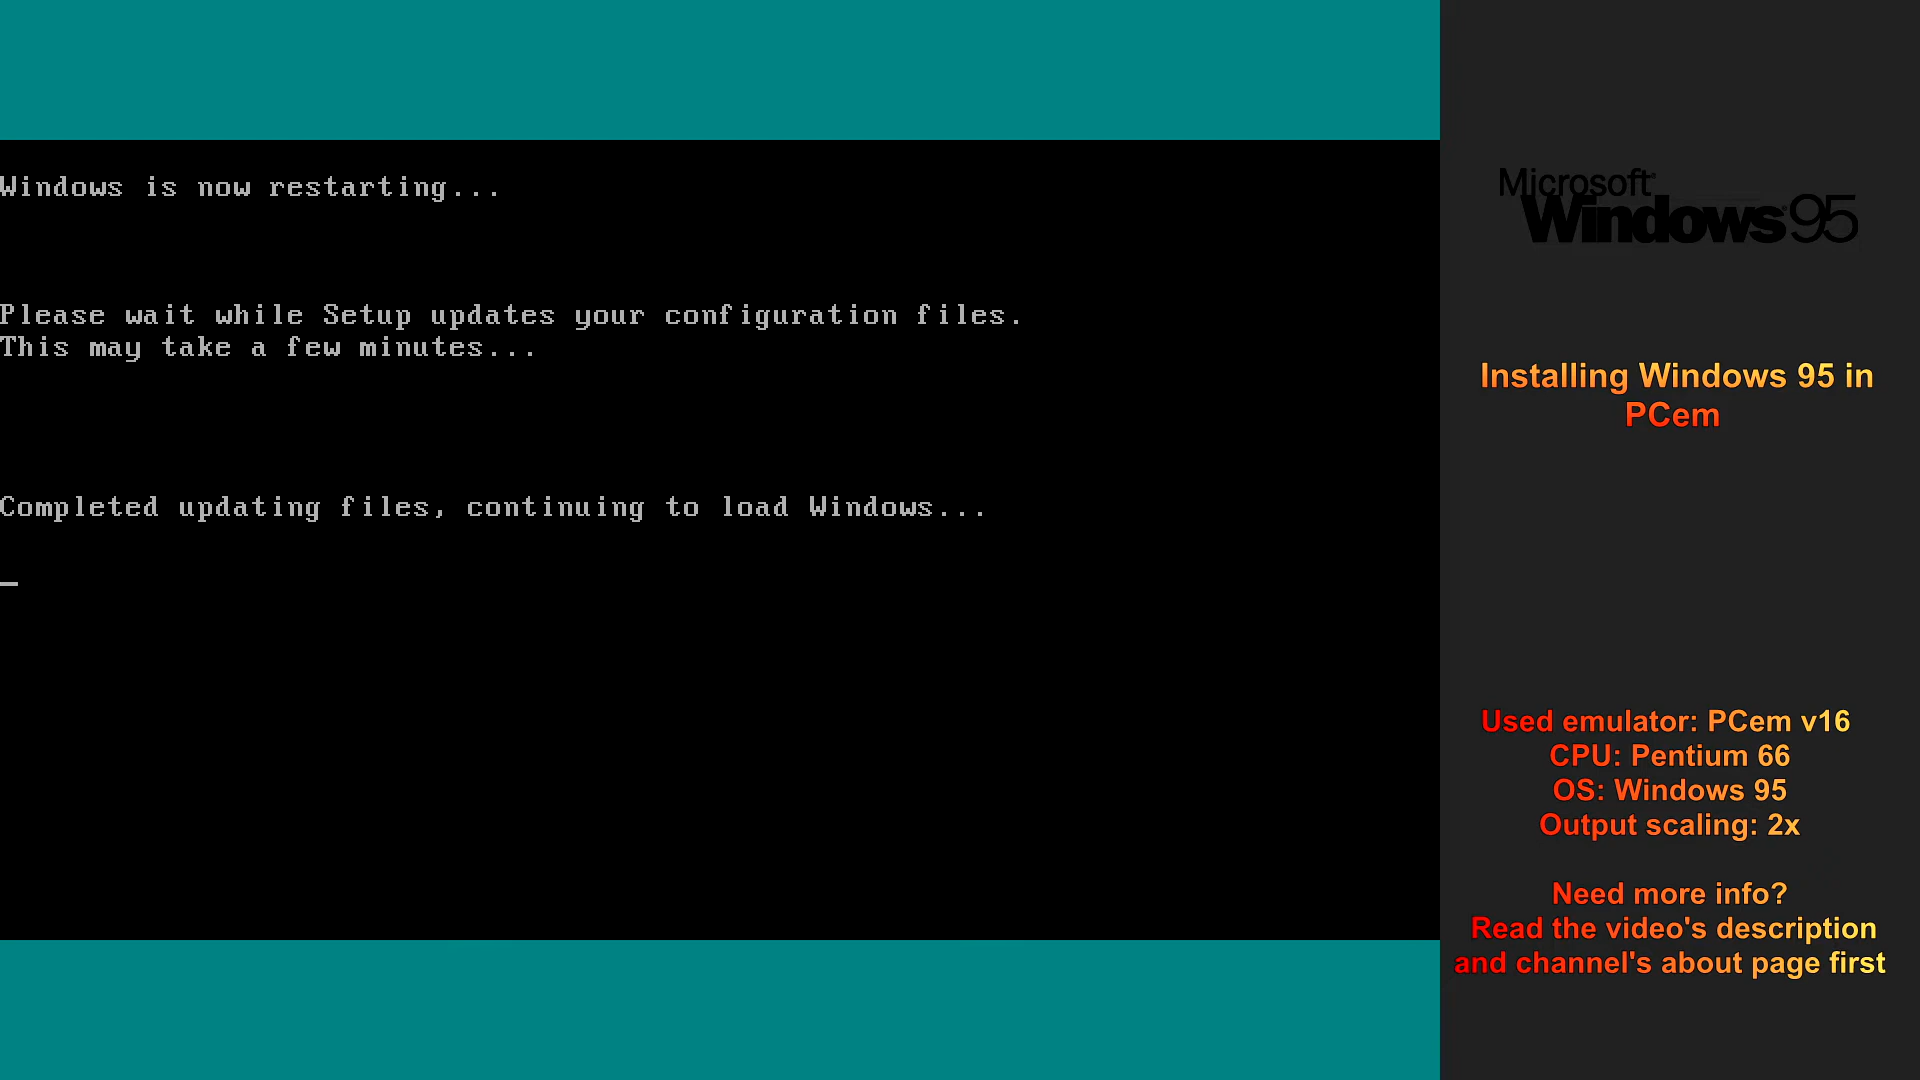 Windows is now restarting...
Please wait while Setup updates your configuration files.
This may take a few minutes...
Completed updating files, continuing to load Windows...
_
Microsoft
Windows 95
Installing Windows 95 in
PCem
Used emulator: PCem v16
CPU: Pentium 66
OS: Windows 95
Output scaling: 2x
Need more info?
Read the video's description
and channel's about page first